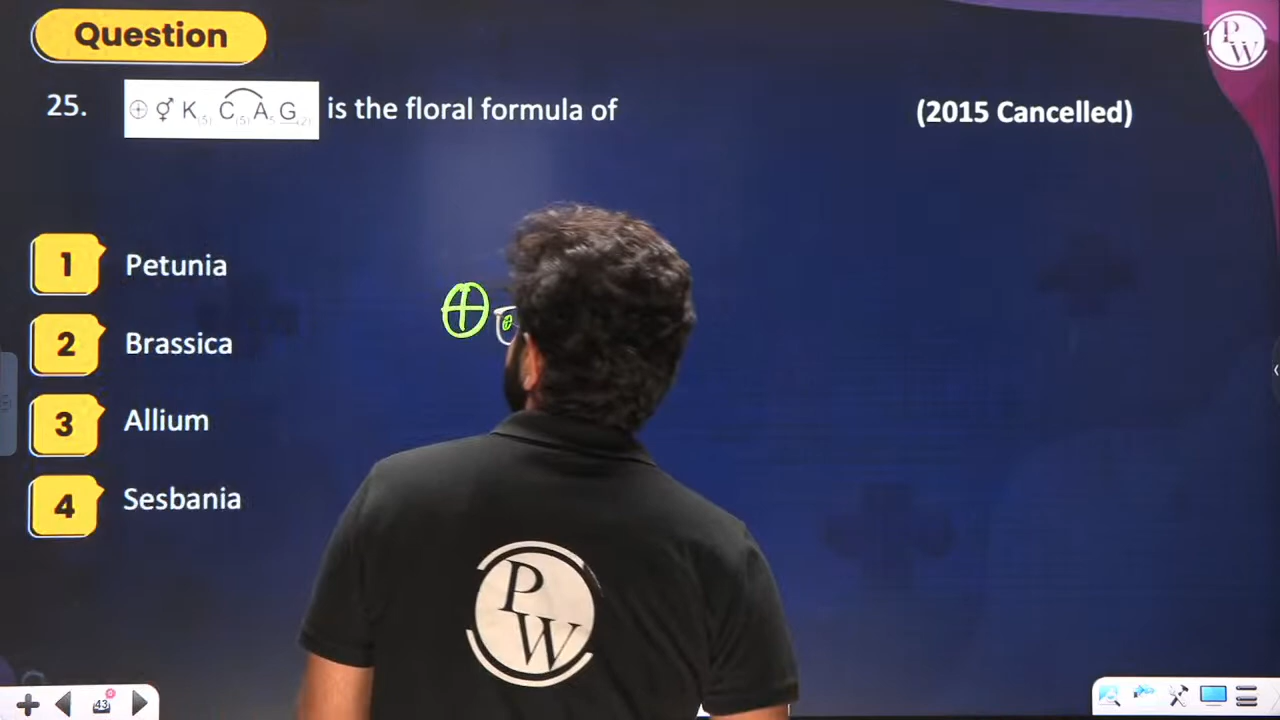 Question
PW
25. ⊕ ⚥ K(5) C(5) A5 G(2) is the floral formula of (2015 Cancelled)
1 Petunia
⊕
2 Brassica
3 Allium
4 Sesbania
PW
43